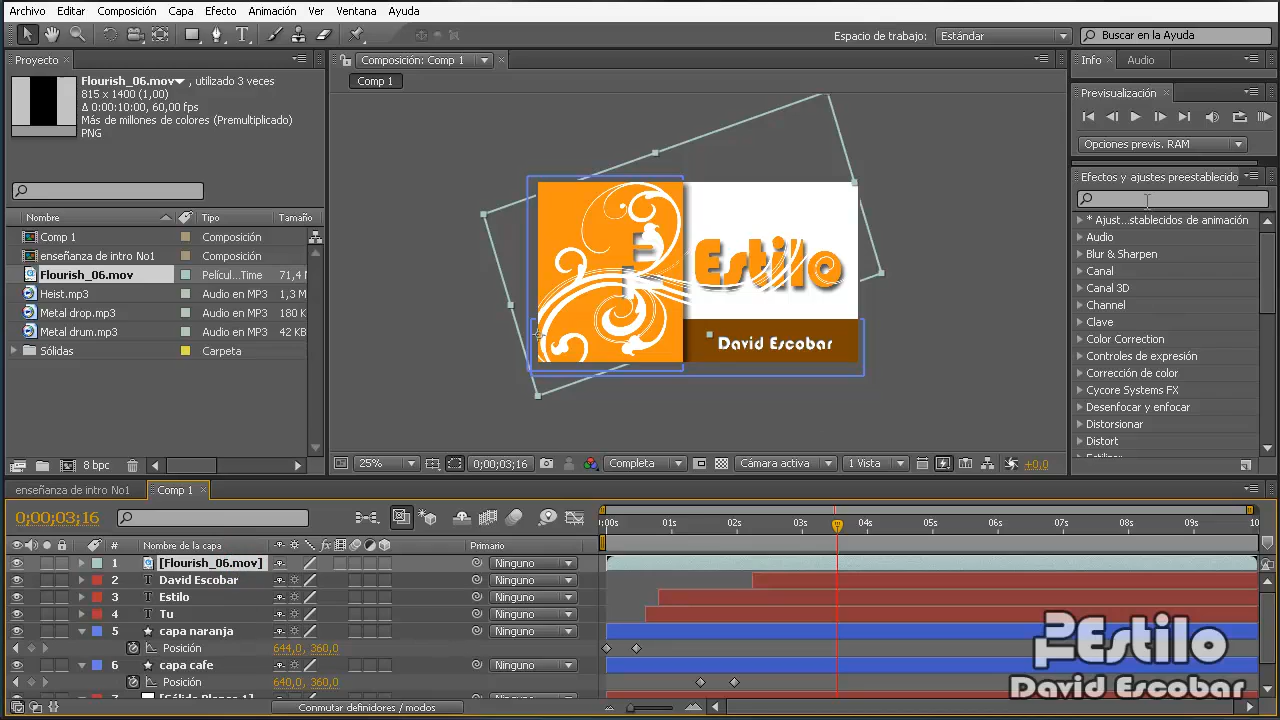 Archivo Editar Composición Capa Efecto Animación Ver Ventana Ayuda
Espacio de trabajo: Estándar Buscar en la Ayuda
Proyecto
Flourish_06.mov , utilizado 3 veces
815 x 1400 (1,00)
Δ 0:00:10:00, 60,00 fps
Más de millones de colores (Premultiplicado)
PNG
Nombre Tipo Tamaño
Comp 1 Composición
enseñanza de intro No1 Composición
Flourish_06.mov Películ...Time 71,4
Heist.mp3 Audio en MP3 1,3 M
Metal drop.mp3 Audio en MP3 180 K
Metal drum.mp3 Audio en MP3 42 KB
Sólidas Carpeta
8 bpc
Composición: Comp 1
Comp 1
Tu
Estilo
David Escobar
25% 0;00;03;16 Completa Cámara activa 1 Vista +0,0
Info Audio
Previsualización
Opciones previs. RAM
Efectos y ajustes preestablecido
* Ajust...stablecidos de animación
Audio
Blur & Sharpen
Canal
Canal 3D
Channel
Clave
Color Correction
Controles de expresión
Corrección de color
Cycore Systems FX
Desenfocar y enfocar
Distorsionar
Distort
Estilizar
enseñanza de intro No1 Comp 1
0;00;03;16
:00s 01s 02s 03s 04s 05s 06s 07s 08s 09s 10
# Nombre de la capa fx Primario
1 [Flourish_06.mov] Ninguno
2 T David Escobar Ninguno
3 T Estilo Ninguno
4 T Tu Ninguno
5 capa naranja Ninguno
Posición 644,0, 360,0
6 capa cafe Ninguno
Posición 640,0, 360,0
7 [Sólido Blanco 1] Ninguno
Conmutar definidores / modos
Tu Estilo
David Escobar